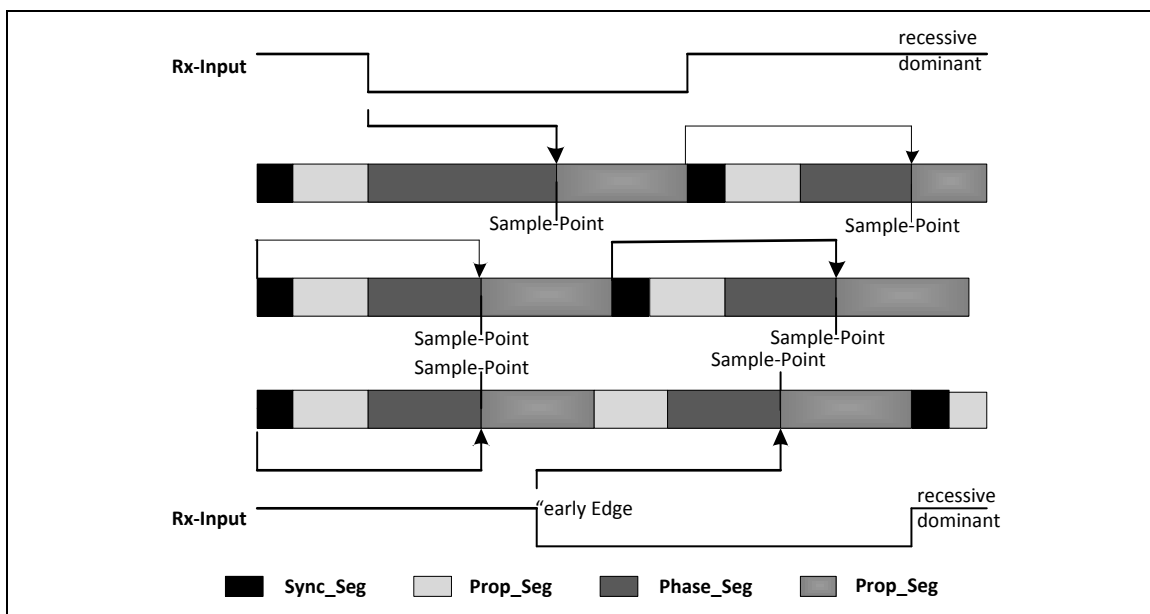 recessive
Rx-Input
dominant
Sample-Point
Sample-Point
Sample-Point
Sample-Point
Sample-Point
Sample-Point
“early Edge
Rx-Input
recessive
dominant
Sync_Seg
Prop_Seg
Phase_Seg
Prop_Seg